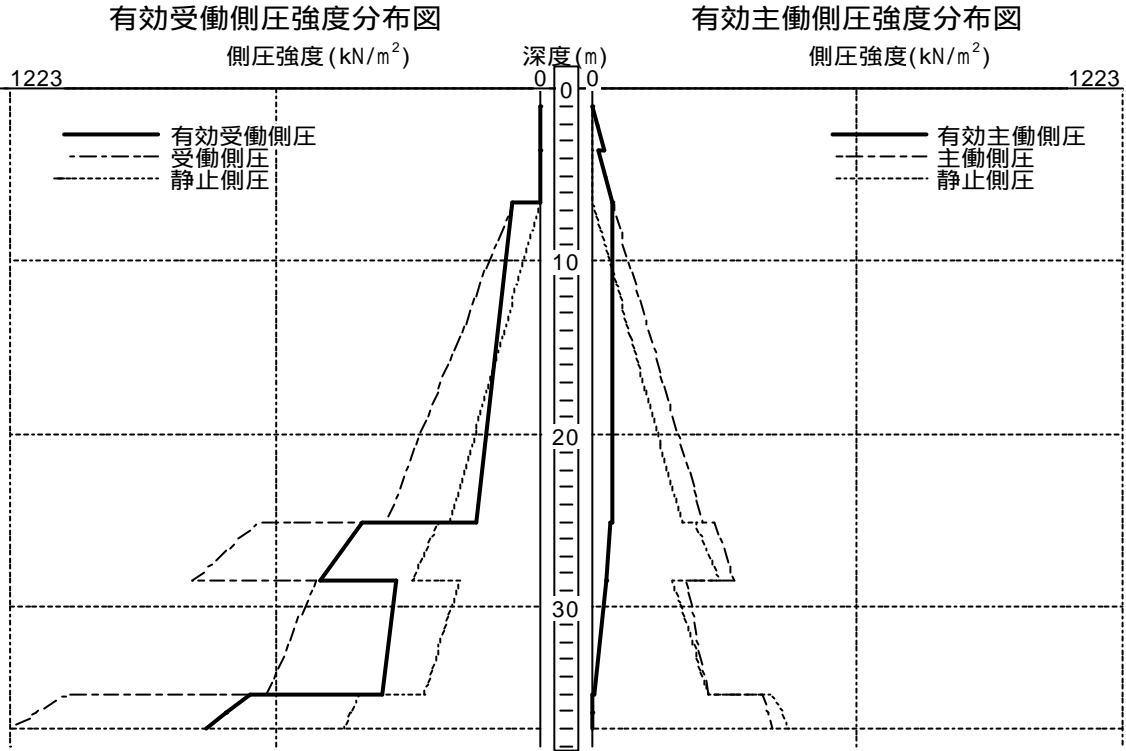 有効受働側圧強度分布図
有効主働側圧強度分布図
側圧強度(kN/㎡)
深度(m)
側圧強度(kN/㎡)
1223
0
0
0
1223
有効受働側圧
受働側圧
静止側圧
有効主働側圧
主働側圧
静止側圧
10
20
30